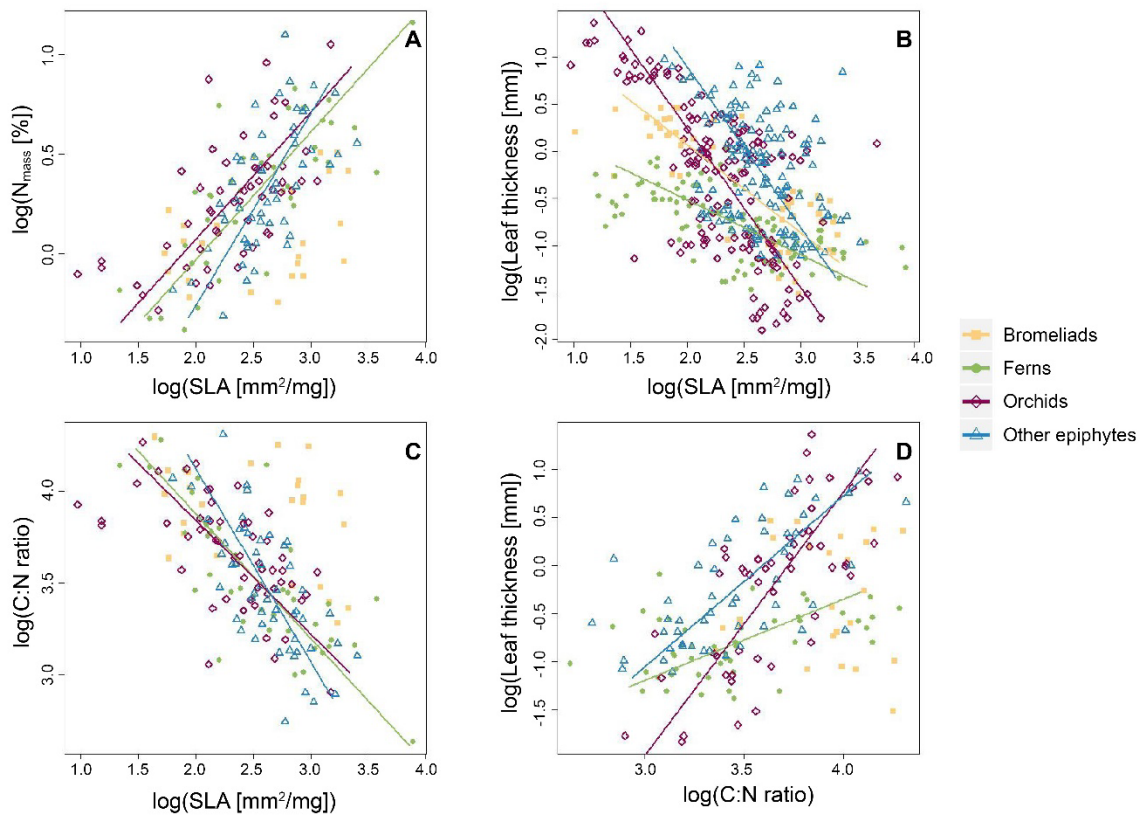 A
log(Nmass [%])
1.0
0.5
0.0
1.0 1.5 2.0 2.5 3.0 3.5 4.0
log(SLA [mm²/mg])
B
log(Leaf thickness [mm])
1.0
0.5
0.0
-0.5
-1.0
-1.5
-2.0
1.0 1.5 2.0 2.5 3.0 3.5 4.0
log(SLA [mm²/mg])
Bromeliads
Ferns
Orchids
Other epiphytes
C
log(C:N ratio)
4.0
3.5
3.0
1.0 1.5 2.0 2.5 3.0 3.5 4.0
log(SLA [mm²/mg])
D
log(Leaf thickness [mm])
1.0
0.5
0.0
-0.5
-1.0
-1.5
3.0 3.5 4.0
log(C:N ratio)